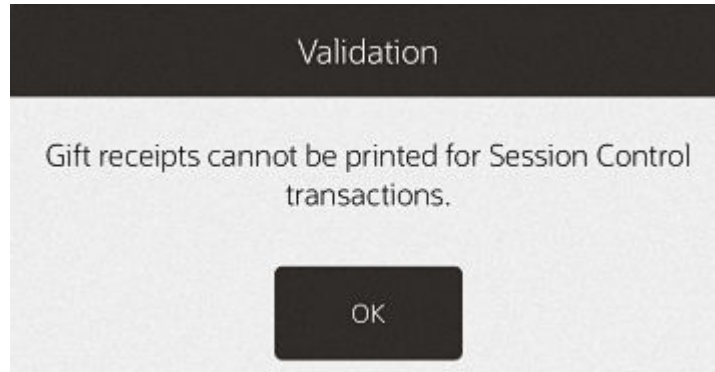 Validation
Gift receipts cannot be printed for Session Control
transactions.
OK